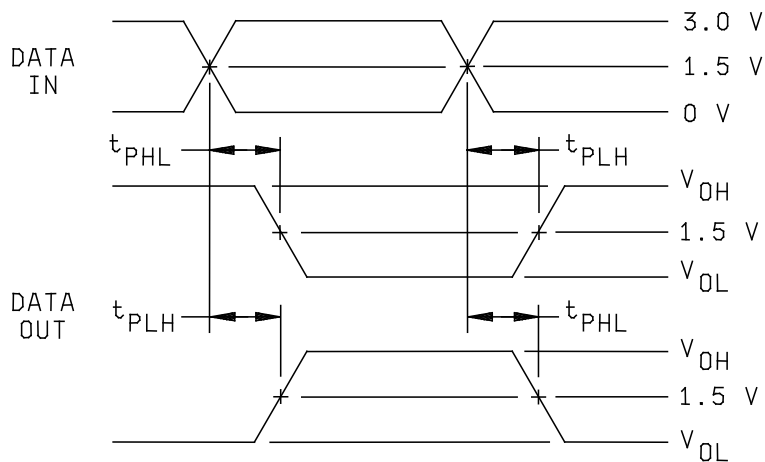 3.0 V
DATA
IN
1.5 V
0 V
tPHL
tPLH
VOH
1.5 V
VOL
DATA
OUT
tPLH
tPHL
VOH
1.5 V
VOL